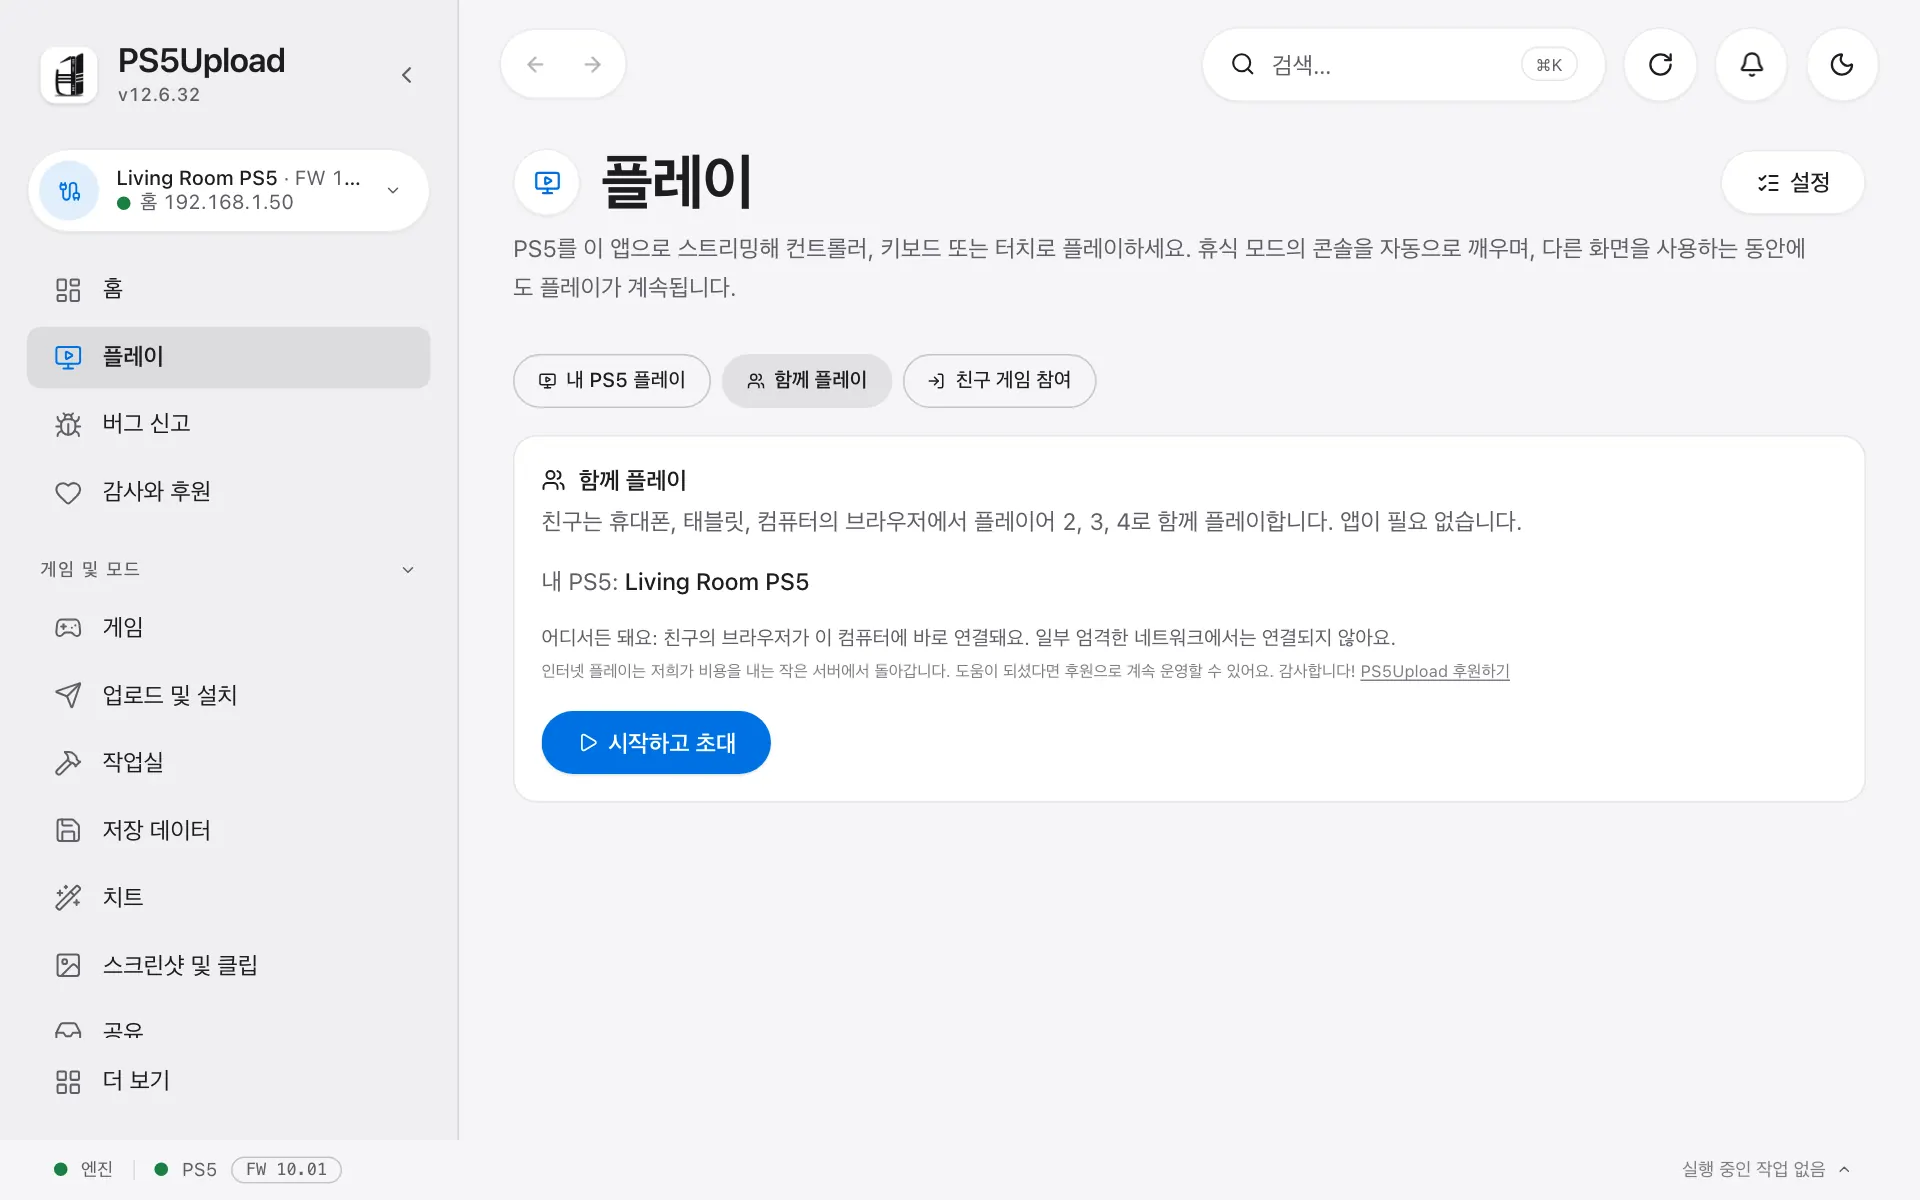 PS5Upload
v12.6.32
Living Room PS5 · FW 1...
홈 192.168.1.50
홈
플레이
버그 신고
감사와 후원
게임 및 모드
게임
업로드 및 설치
작업실
저장 데이터
치트
스크린샷 및 클립
공유
더 보기
검색...
⌘K
플레이
설정
PS5를 이 앱으로 스트리밍해 컨트롤러, 키보드 또는 터치로 플레이하세요. 휴식 모드의 콘솔을 자동으로 깨우며, 다른 화면을 사용하는 동안에
도 플레이가 계속됩니다.
내 PS5 플레이
함께 플레이
친구 게임 참여
함께 플레이
친구는 휴대폰, 태블릿, 컴퓨터의 브라우저에서 플레이어 2, 3, 4로 함께 플레이합니다. 앱이 필요 없습니다.
내 PS5: Living Room PS5
어디서든 돼요: 친구의 브라우저가 이 컴퓨터에 바로 연결돼요. 일부 엄격한 네트워크에서는 연결되지 않아요.
인터넷 플레이는 저희가 비용을 내는 작은 서버에서 돌아갑니다. 도움이 되셨다면 후원으로 계속 운영할 수 있어요. 감사합니다! PS5Upload 후원하기
시작하고 초대
엔진
PS5
FW 10.01
실행 중인 작업 없음